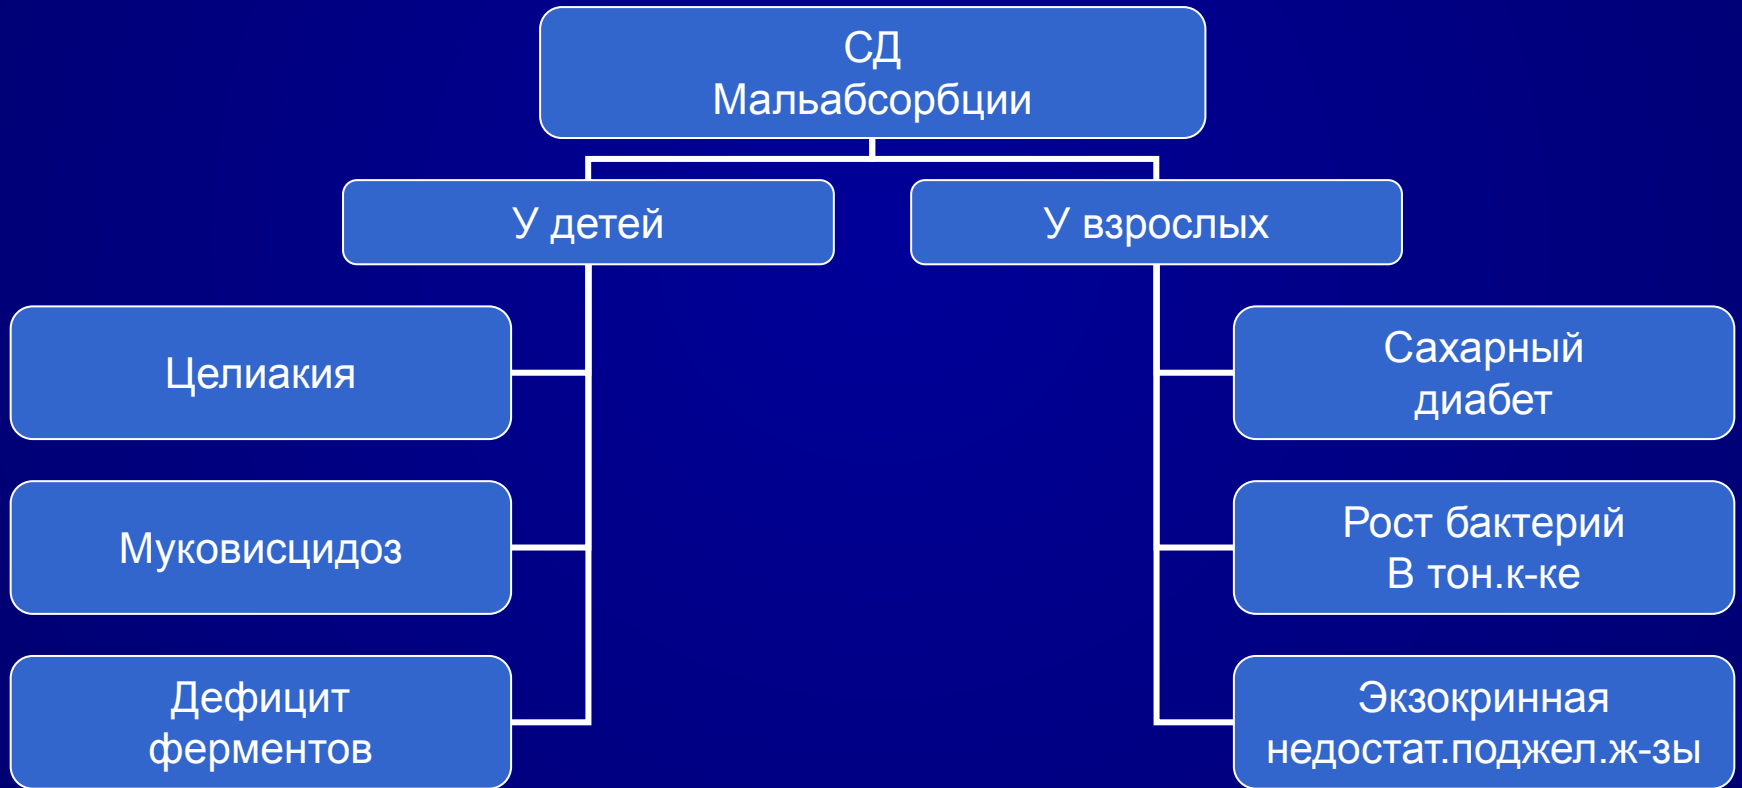 СД
Мальабсорбции
У детей
У взрослых
Целиакия
Муковисцидоз
Дефицит
ферментов
Сахарный
диабет
Рост бактерий
В тон.к-ке
Экзокринная
недостат.поджел.ж-зы